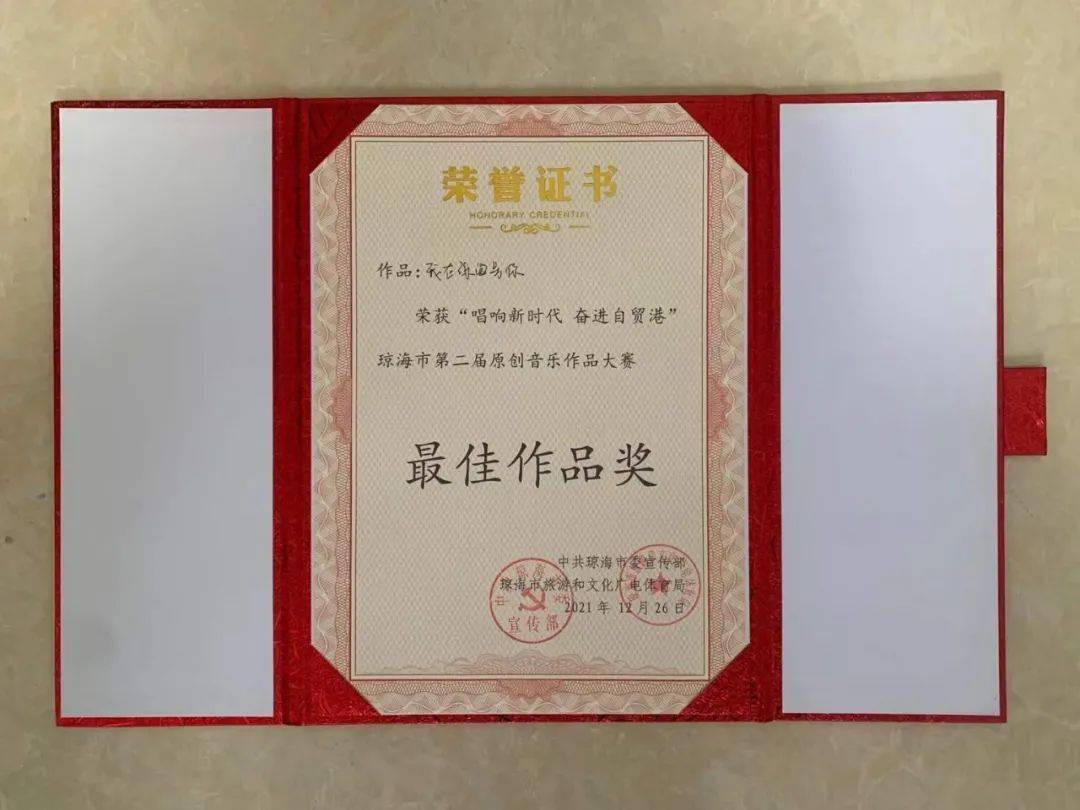 荣誉证书
HONORARY CREDENTIAL
作品：我在海南与你
荣获“唱响新时代 奋进自贸港”
琼海市第二届原创音乐作品大赛
最佳作品奖
中共琼海市委宣传部
琼海市旅游和文化广电体育局
2021年12月26日
宣传部